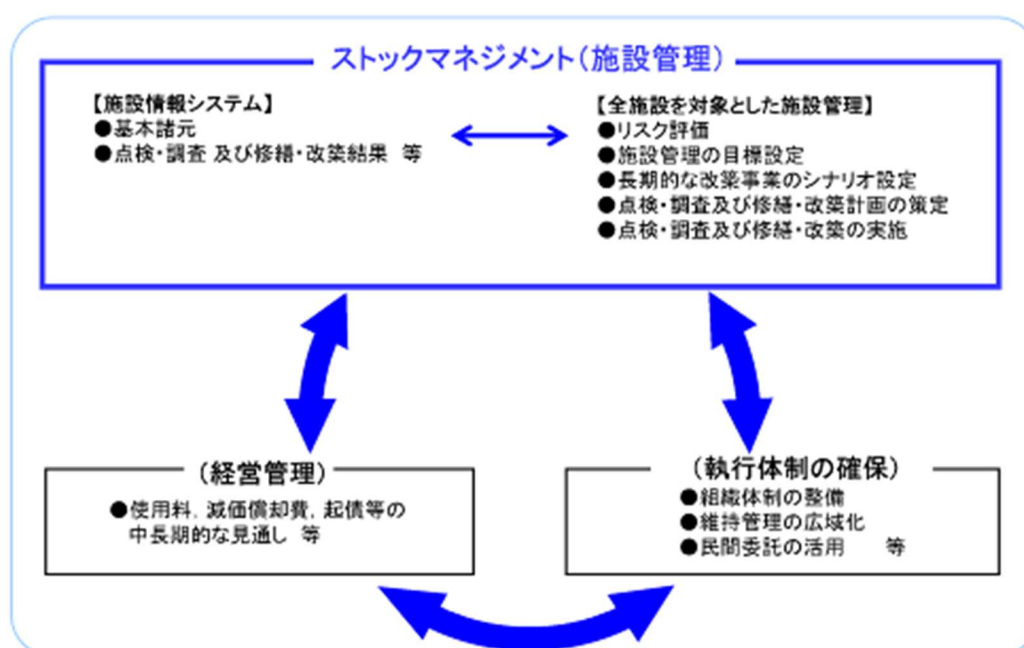 ストックマネジメント(施設管理)
【施設情報システム】
●基本諸元
●点検・調査 及び修繕・改築結果 等
【全施設を対象とした施設管理】
●リスク評価
●施設管理の目標設定
●長期的な改築事業のシナリオ設定
●点検・調査及び修繕・改築計画の策定
●点検・調査及び修繕・改築の実施
(経営管理)
●使用料, 減価償却費, 起債等の
中長期的な見通し 等
(執行体制の確保)
●組織体制の整備
●維持管理の広域化
●民間委託の活用 等